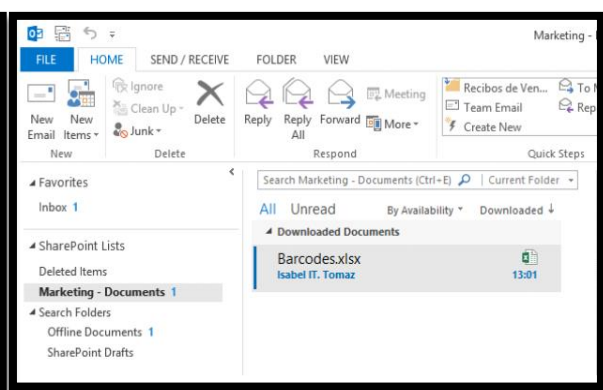 Marketing -
FILE HOME SEND / RECEIVE FOLDER VIEW
New Email
New Items
Ignore
Clean Up
Junk
Delete
Reply
Reply All
Forward
Meeting
More
Recibos de Ven...
Team Email
Create New
To
Rep
New Delete Respond Quick Steps
Favorites
Inbox 1
SharePoint Lists
Deleted Items
Marketing - Documents 1
Search Folders
Offline Documents 1
SharePoint Drafts
Search Marketing - Documents (Ctrl+E) Current Folder
All Unread By Availability Downloaded ↓
Downloaded Documents
Barcodes.xlsx
Isabel IT. Tomaz 13:01